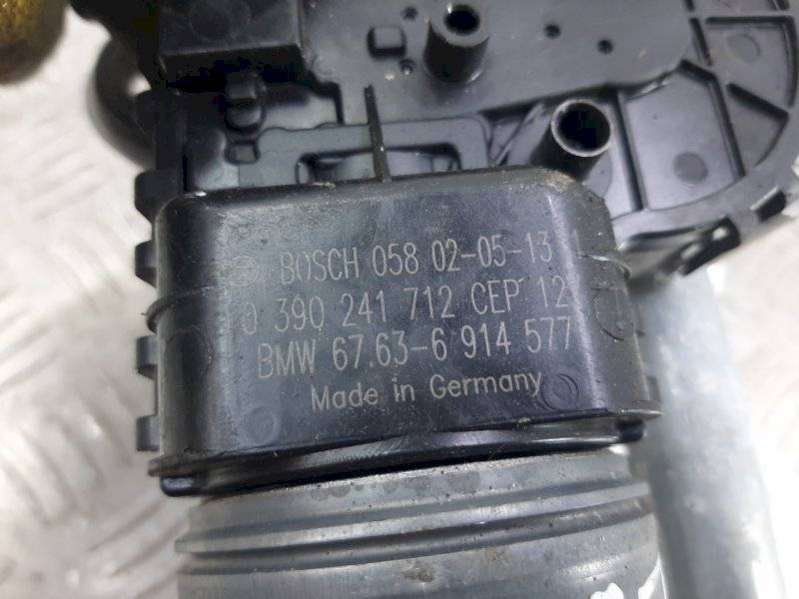 BOSCH 058 02-05-13
0 390 241 712 CEP 12
BMW 67.63-6 914 577
Made in Germany